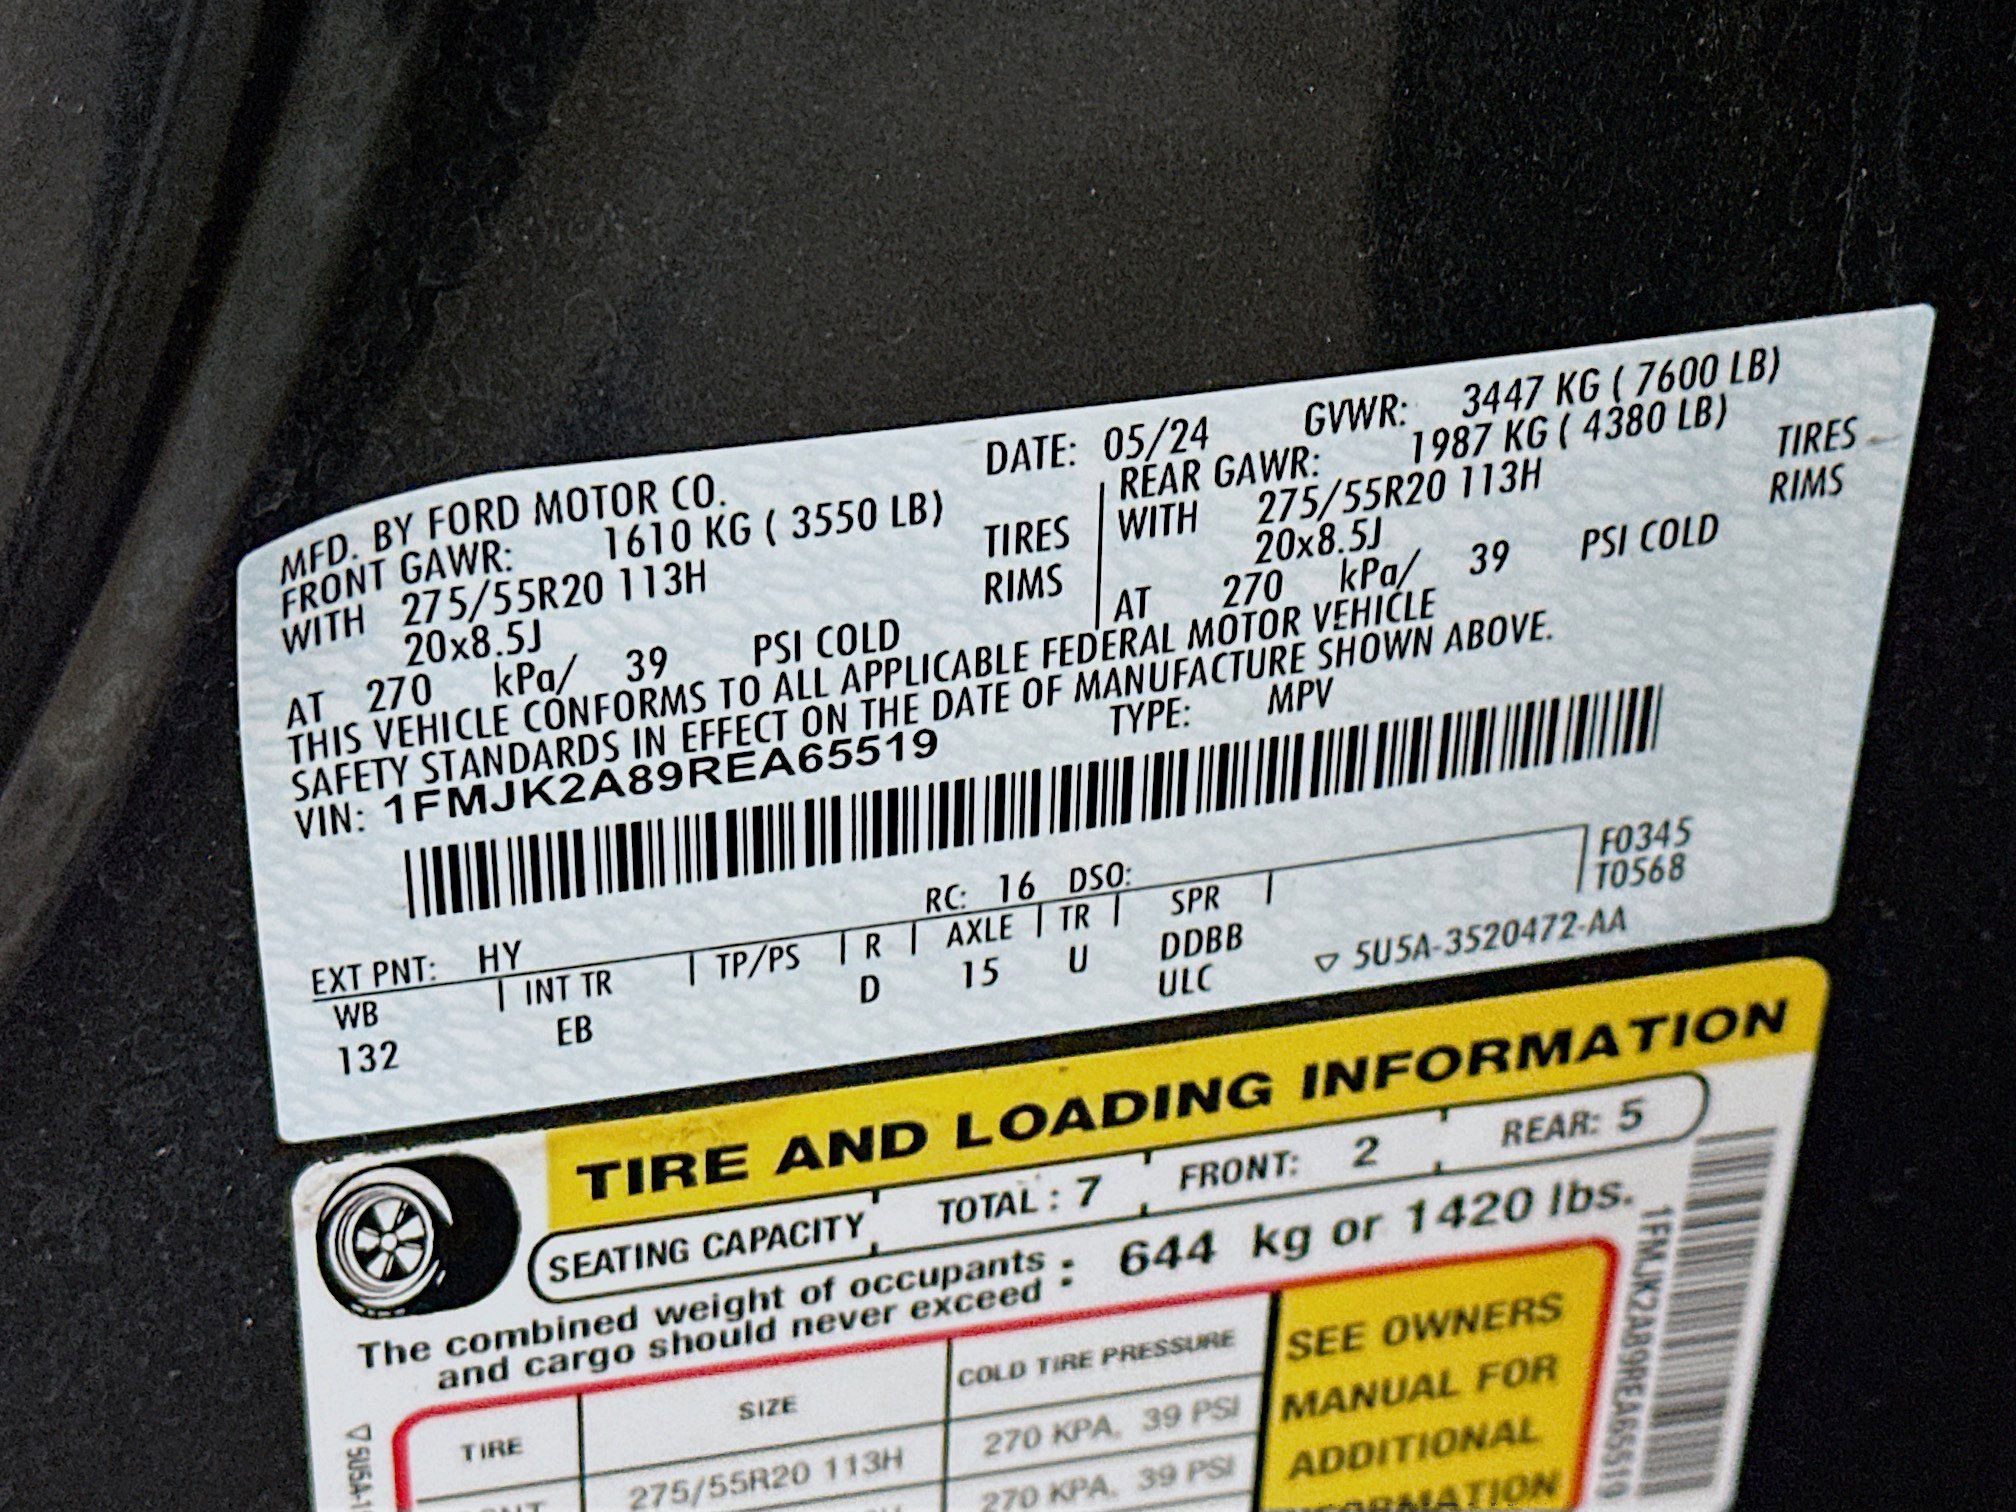 MFD. BY FORD MOTOR CO.
DATE: 05/24 GVWR: 3447 KG ( 7600 LB)
FRONT GAWR: 1610 KG ( 3550 LB)
WITH 275/55R20 113H TIRES
20x8.5J RIMS
AT 270 kPa/ 39 PSI COLD
REAR GAWR: 1987 KG ( 4380 LB)
WITH 275/55R20 113H TIRES
20x8.5J RIMS
AT 270 kPa/ 39 PSI COLD
THIS VEHICLE CONFORMS TO ALL APPLICABLE FEDERAL MOTOR VEHICLE
SAFETY STANDARDS IN EFFECT ON THE DATE OF MANUFACTURE SHOWN ABOVE.
VIN: 1FMJK2A89REA65519 TYPE: MPV
F0345
T0568
EXT PNT: HY RC: 16 DSO:
WB INT TR TP/PS R AXLE TR SPR
132 EB D 15 U DDBB
ULC
▽ 5U5A-3520472-AA
TIRE AND LOADING INFORMATION
SEATING CAPACITY TOTAL : 7 FRONT: 2 REAR: 5
The combined weight of occupants
and cargo should never exceed : 644 kg or 1420 lbs.
TIRE SIZE COLD TIRE PRESSURE
275/55R20 113H 270 KPA, 39 PSI
270 KPA, 39 PSI
SEE OWNERS
MANUAL FOR
ADDITIONAL
INFORMATION
1FMJK2A89REA65519